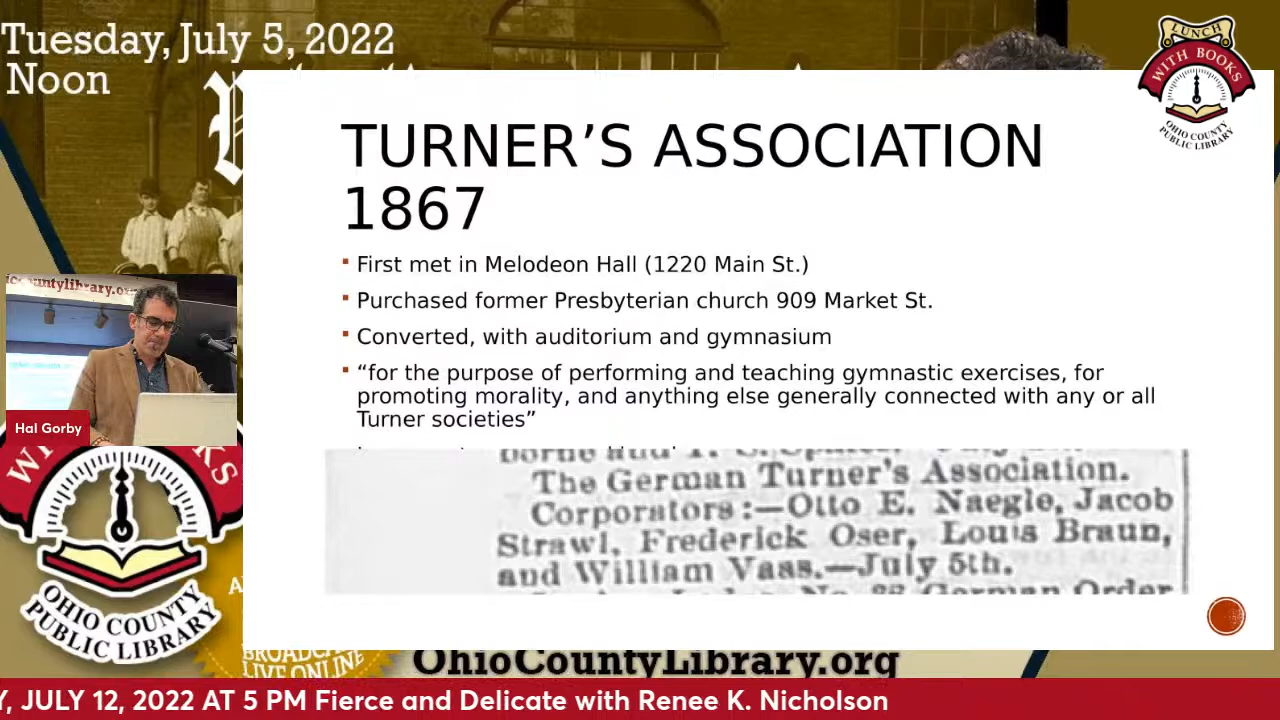 Tuesday, July 5, 2022
Noon
LUNCH
WITH BOOKS
OHIO COUNTY
PUBLIC LIBRARY
TURNER’S ASSOCIATION
1867
▪ First met in Melodeon Hall (1220 Main St.)
▪ Purchased former Presbyterian church 909 Market St.
▪ Converted, with auditorium and gymnasium
▪ “for the purpose of performing and teaching gymnastic exercises, for
promoting morality, and anything else generally connected with any or all
Turner societies”
The German Turner's Association.
Corporators:—Otto E. Naegle, Jacob
Strawl, Frederick Oser, Louis Braun,
and William Vass.—July 5th.
German Order
Hal Gorby
OHIO COUNTY
PUBLIC LIBRARY
BROADCAST
LIVE ONLINE
OhioCountyLibrary.org
Y, JULY 12, 2022 AT 5 PM Fierce and Delicate with Renee K. Nicholson